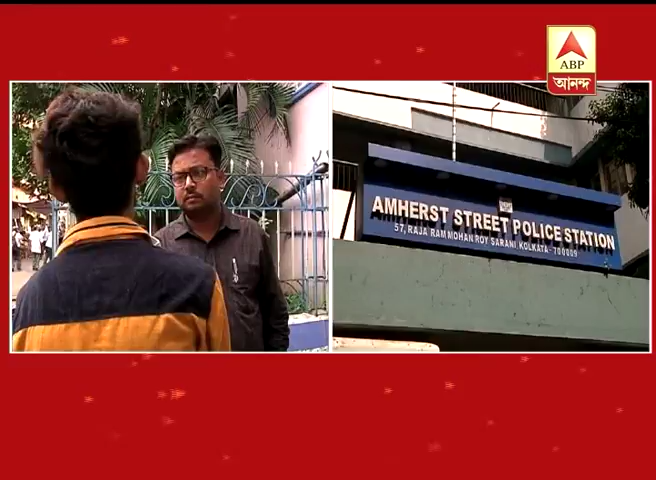 ABP
আনন্দ
AMHERST STREET POLICE STATION
57, RAJA RAM MOHAN ROY SARANI, KOLKATA - 700009